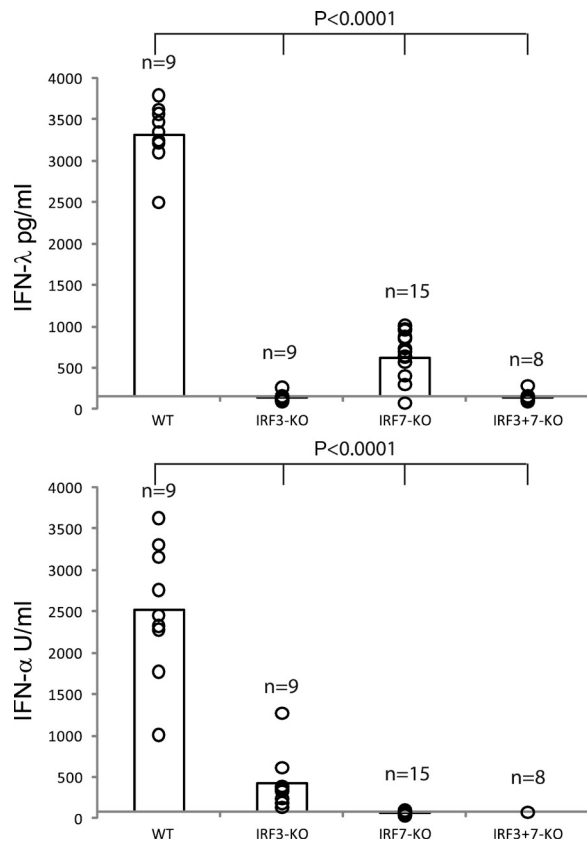 P<0.0001
n=9
4000
3500
3000
2500
2000
1500
1000
500
0
IFN-λ pg/ml
n=9
n=15
n=8
WT IRF3-KO IRF7-KO IRF3+7-KO
P<0.0001
n=9
4000
3500
3000
2500
2000
1500
1000
500
0
IFN-α U/ml
n=9
n=15
n=8
WT IRF3-KO IRF7-KO IRF3+7-KO